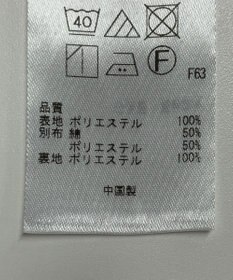 40
F F63
品質
表地 ポリエステル 100%
別布 綿 50%
ポリエステル 50%
裏地 ポリエステル 100%
中国製